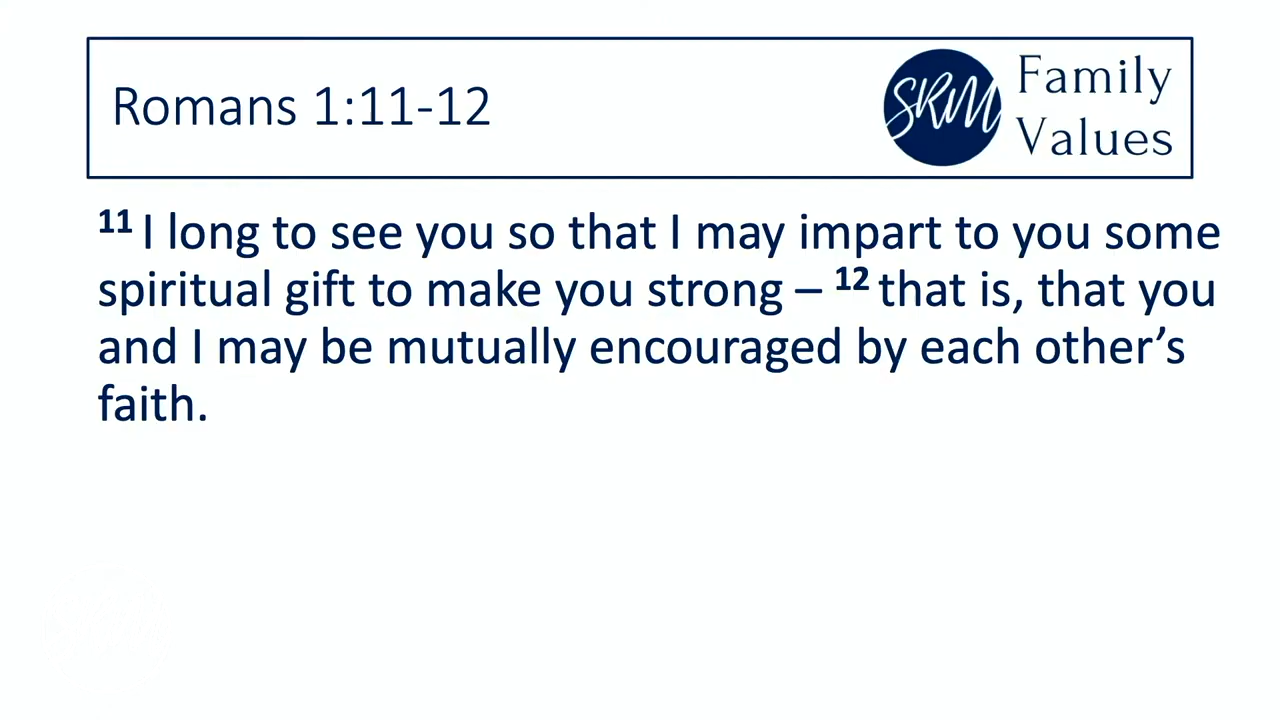 Romans 1:11-12
SRM
Family
Values
11 I long to see you so that I may impart to you some
spiritual gift to make you strong – 12 that is, that you
and I may be mutually encouraged by each other’s
faith.